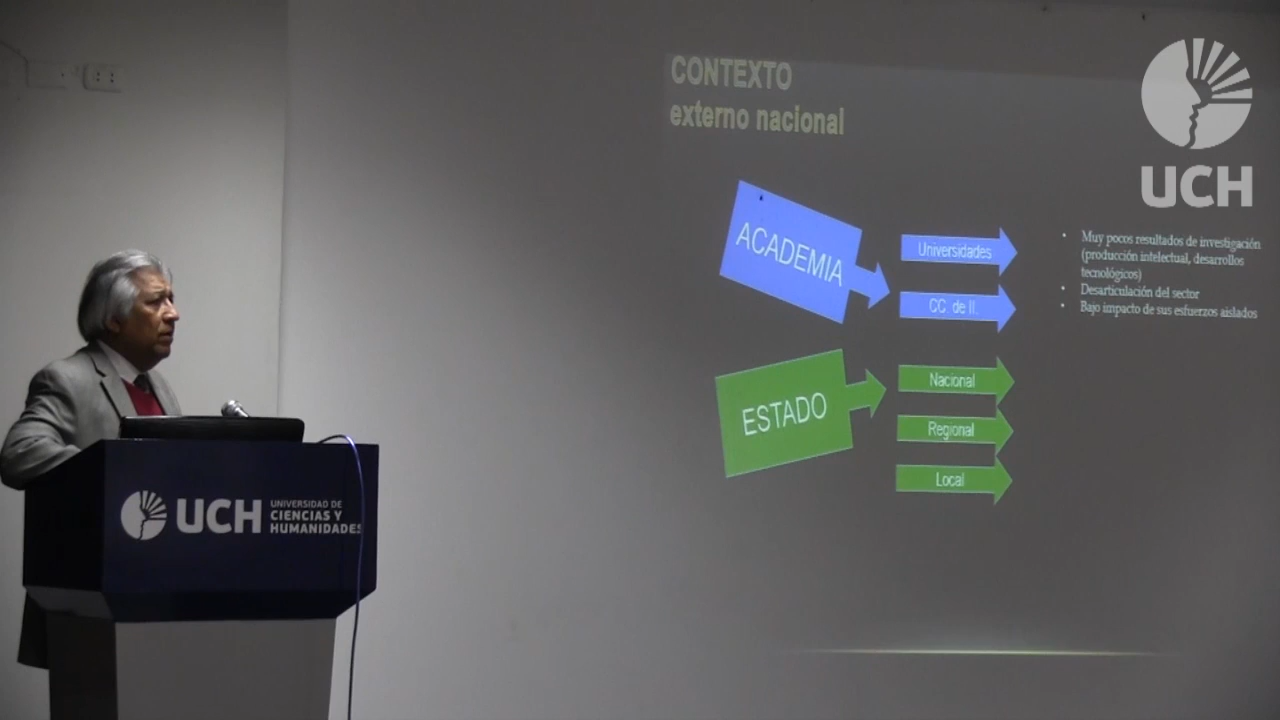 CONTEXTO
externo nacional
UCH
ACADEMIA
Universidades
CC. de II.
• Muy pocos resultados de investigación
(producción intelectual, desarrollos
tecnológicos)
• Desarticulación del sector
• Bajo impacto de sus esfuerzos aislados
ESTADO
Nacional
Regional
Local
UCH
UNIVERSIDAD DE
CIENCIAS Y
HUMANIDADES